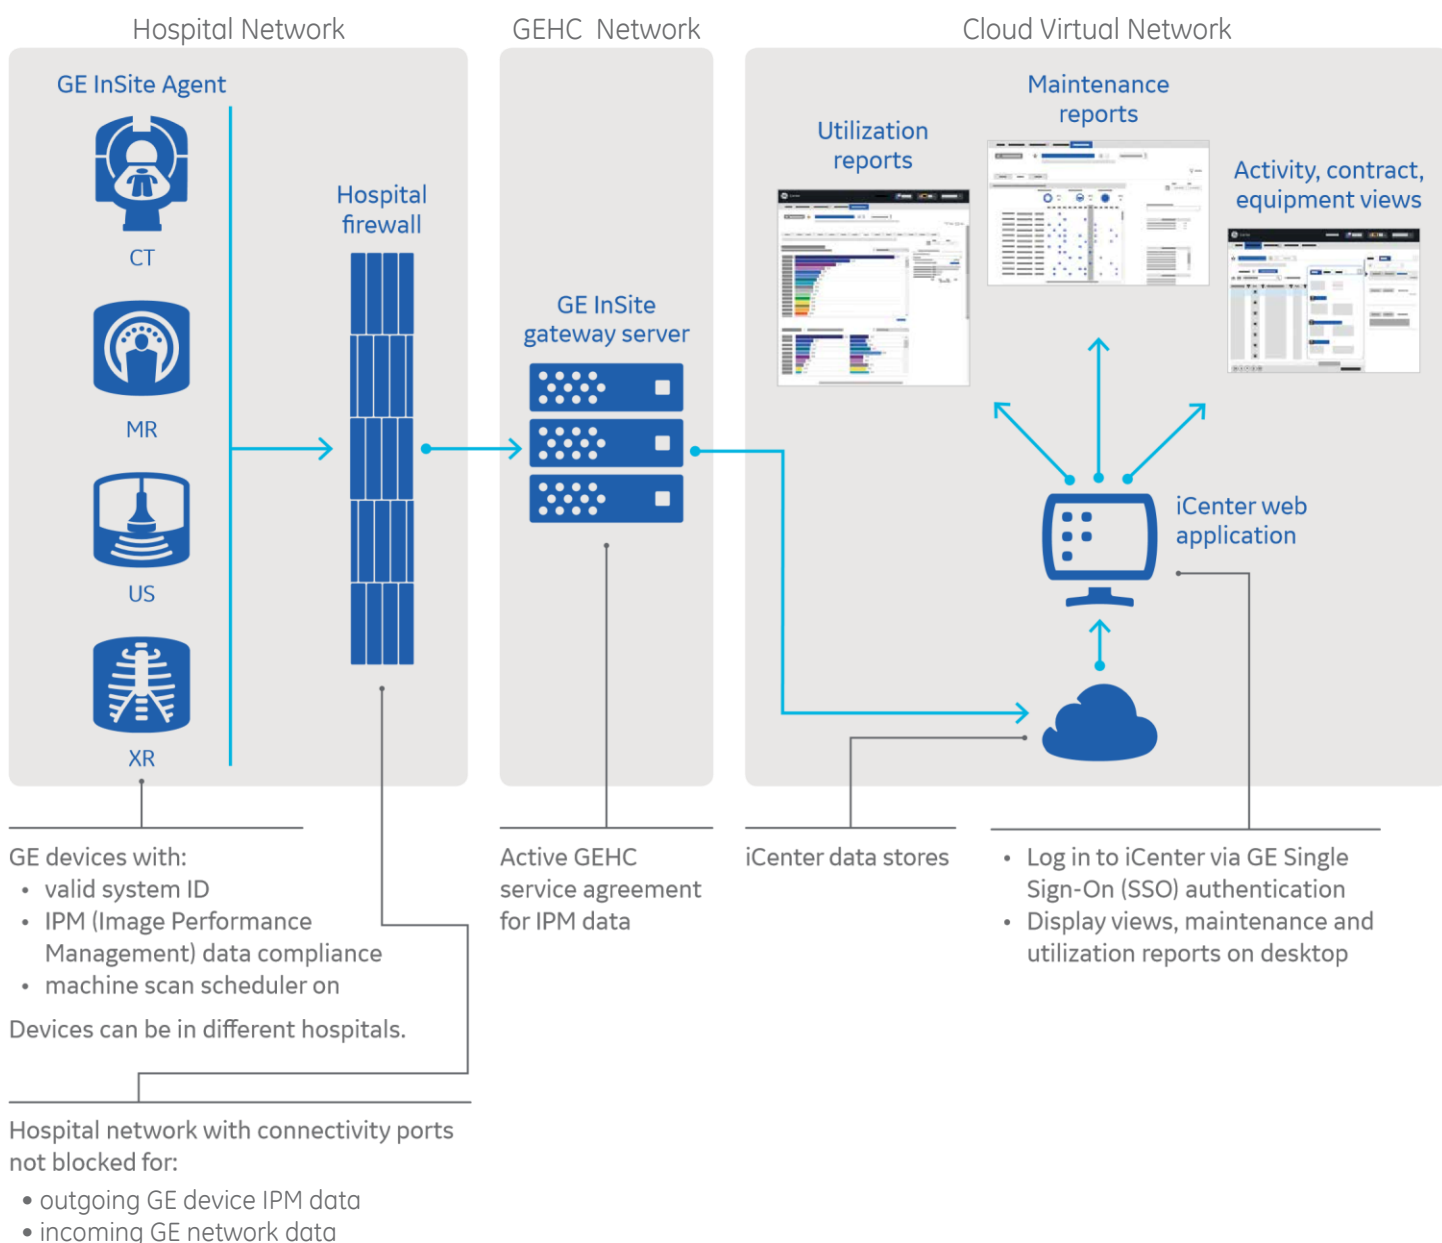 Hospital Network
GEHC Network
Cloud Virtual Network
GE InSite Agent
CT
MR
US
XR
Hospital
firewall
GE InSite
gateway server
Utilization
reports
Maintenance
reports
Activity, contract,
equipment views
iCenter web
application
GE devices with:
• valid system ID
• IPM (Image Performance
Management) data compliance
• machine scan scheduler on
Devices can be in different hospitals.
Hospital network with connectivity ports
not blocked for:
• outgoing GE device IPM data
• incoming GE network data
Active GEHC
service agreement
for IPM data
iCenter data stores
• Log in to iCenter via GE Single
Sign-On (SSO) authentication
• Display views, maintenance and
utilization reports on desktop